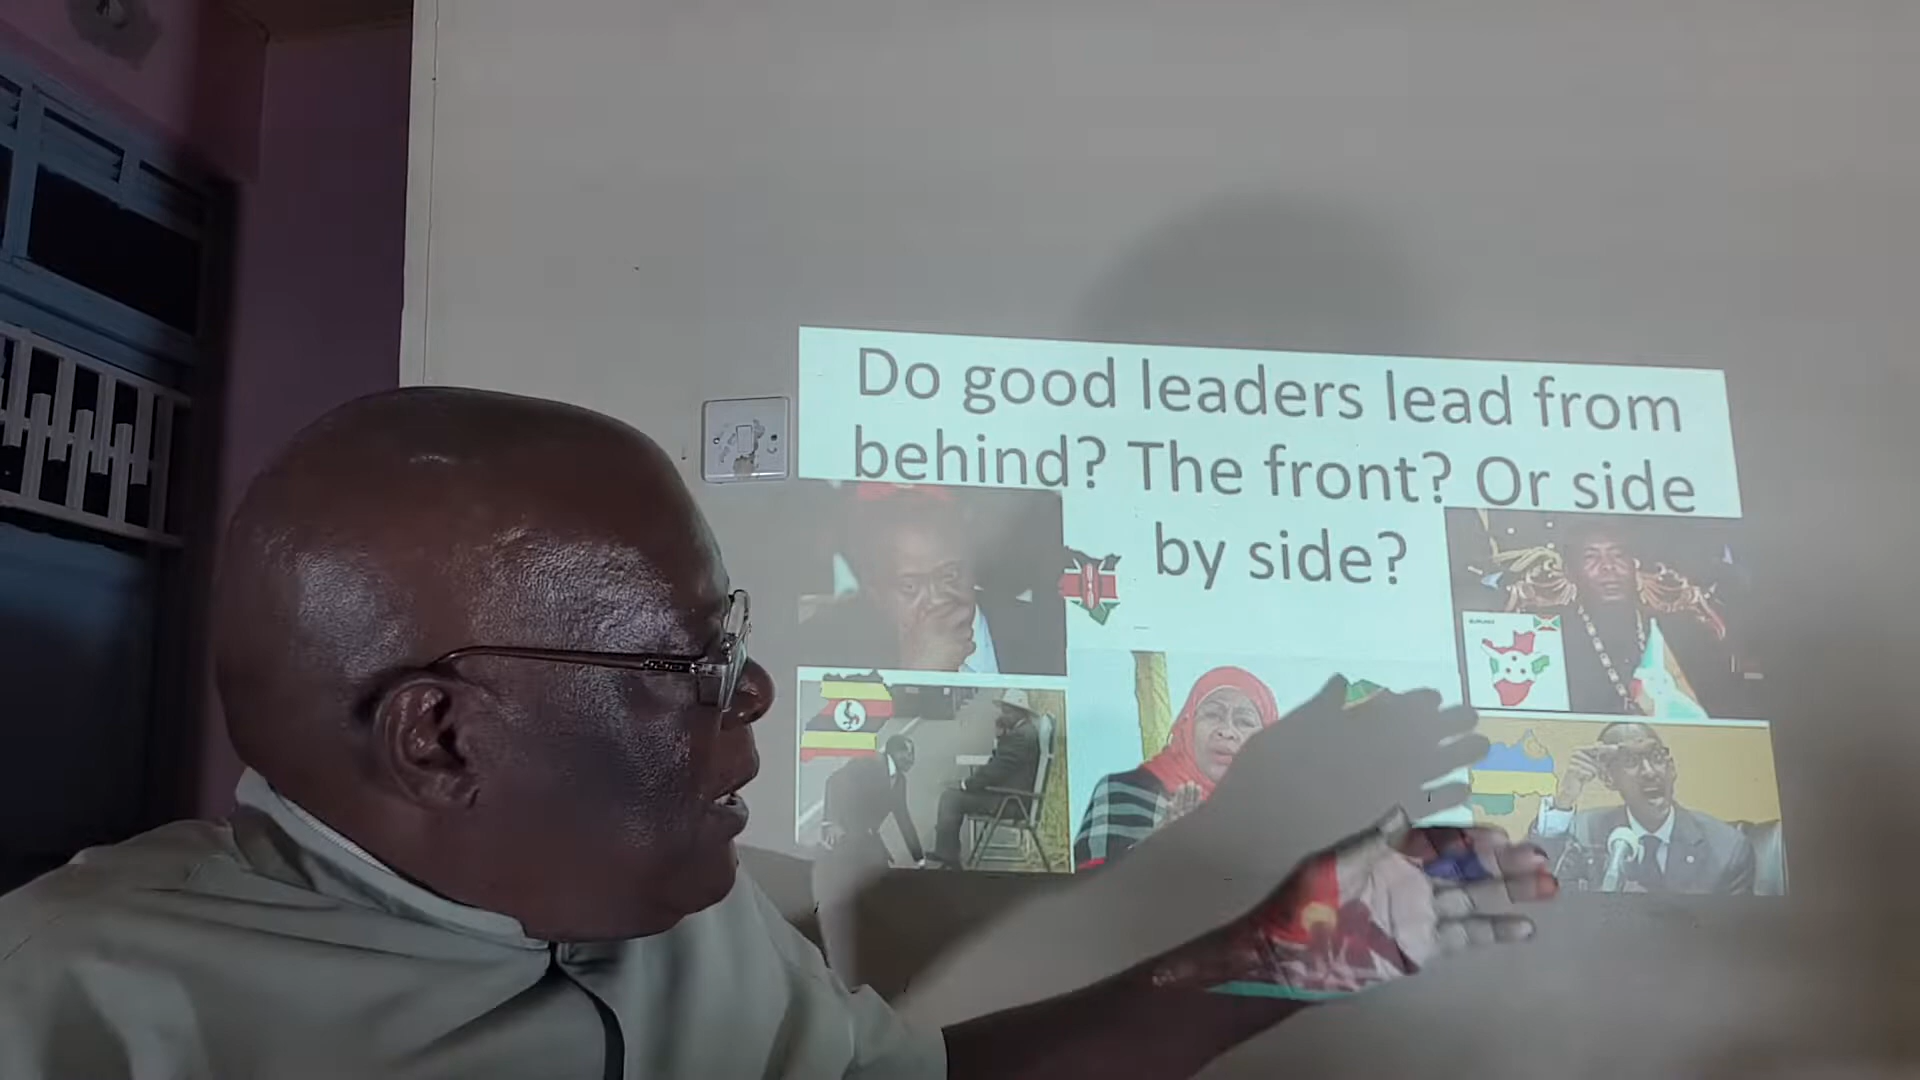 Do good leaders lead from
behind? The front? Or side
by side?